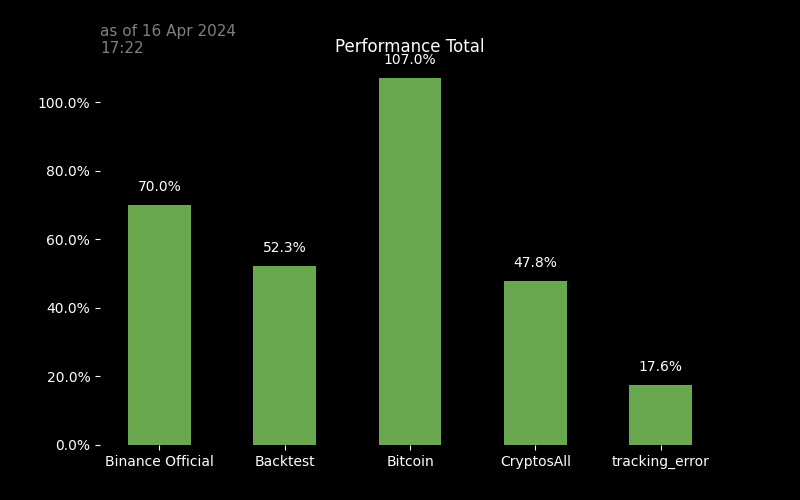 as of 16 Apr 2024
17:22
Performance Total
107.0%
100.0%
80.0%
70.0%
60.0%
52.3%
47.8%
40.0%
20.0%
17.6%
0.0%
Binance Official
Backtest
Bitcoin
CryptosAll
tracking_error